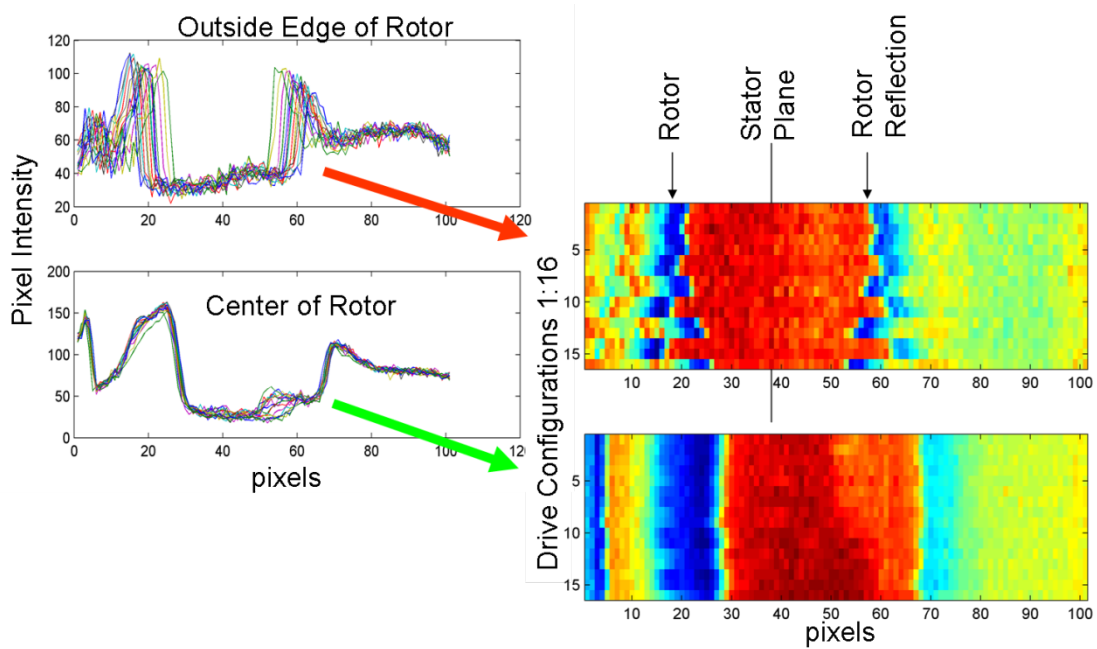 Outside Edge of Rotor
120
100
80
60
40
20
0 20 40 60 80 100 120
Pixel Intensity
Center of Rotor
200
150
100
50
0
0 20 40 60 80 100
pixels
Rotor
Stator
Plane
Rotor
Reflection
Drive Configurations 1:16
5
10
15
10 20 30 40 50 60 70 80 90 100
5
10
15
10 20 30 40 50 60 70 80 90 100
pixels